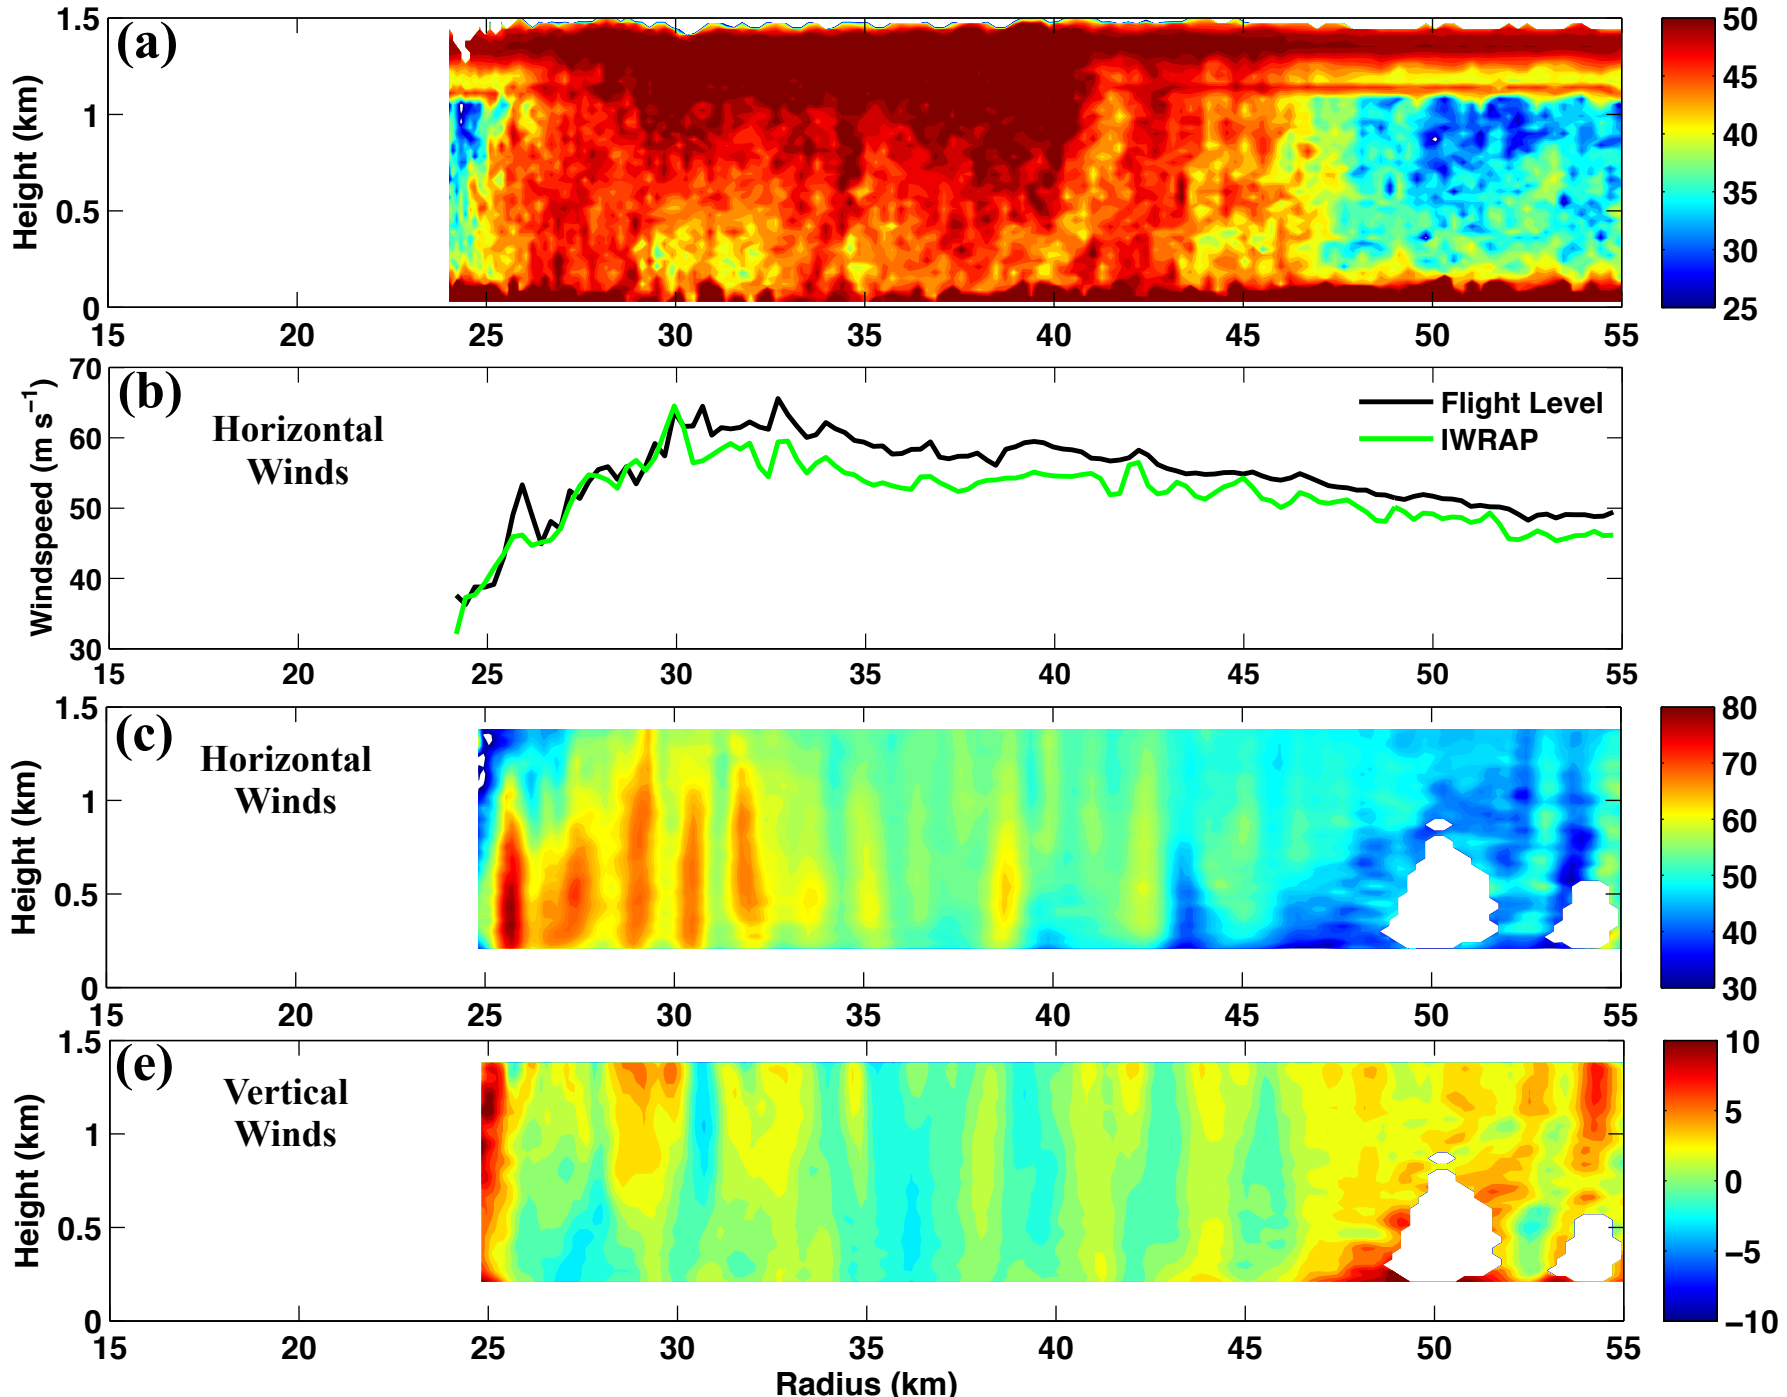 (a)
Height (km)
1.5
1
0.5
0
15 20 25 30 35 40 45 50 55
50
45
40
35
30
25
(b)
Horizontal
Winds
Windspeed (m s−1)
70
60
50
40
30
Flight Level
IWRAP
15 20 25 30 35 40 45 50 55
(c)
Horizontal
Winds
Height (km)
1.5
1
0.5
0
15 20 25 30 35 40 45 50 55
80
70
60
50
40
30
(e)
Vertical
Winds
Height (km)
1.5
1
0.5
0
15 20 25 30 35 40 45 50 55
10
5
0
−5
−10
Radius (km)